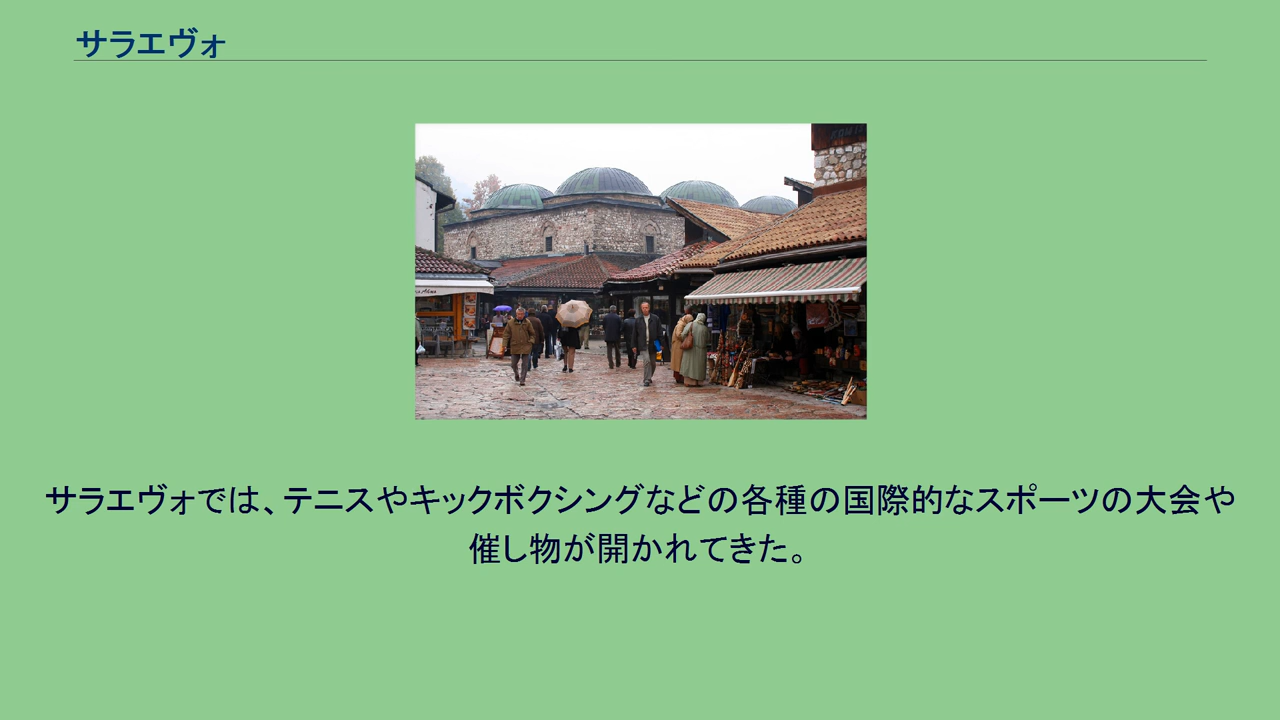 サラエヴォ
サラエヴォでは、テニスやキックボクシングなどの各種の国際的なスポーツの大会や
催し物が開かれてきた。